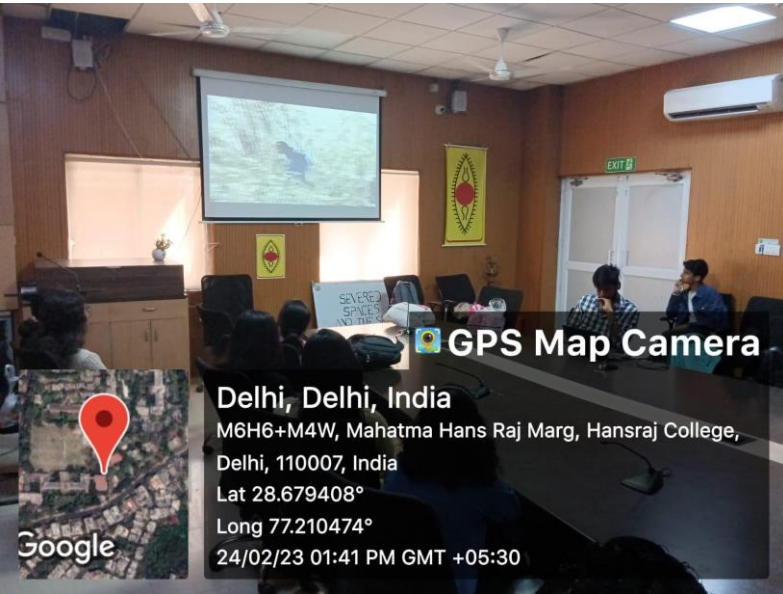 EXIT
SEVERED
SPACES
GPS Map Camera
Delhi, Delhi, India
M6H6+M4W, Mahatma Hans Raj Marg, Hansraj College,
Delhi, 110007, India
Lat 28.679408°
Long 77.210474°
24/02/23 01:41 PM GMT +05:30
Google